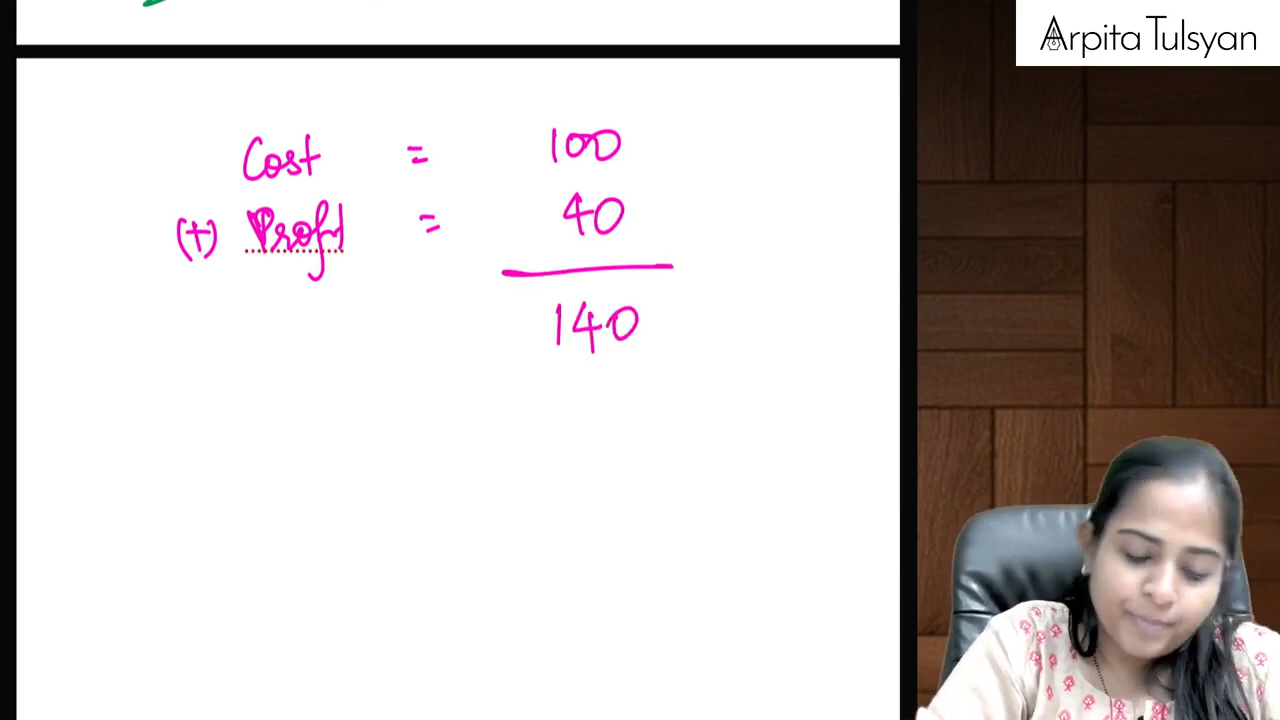 Arpita Tulsyan
Cost = 100
(+) Profit = 40
140